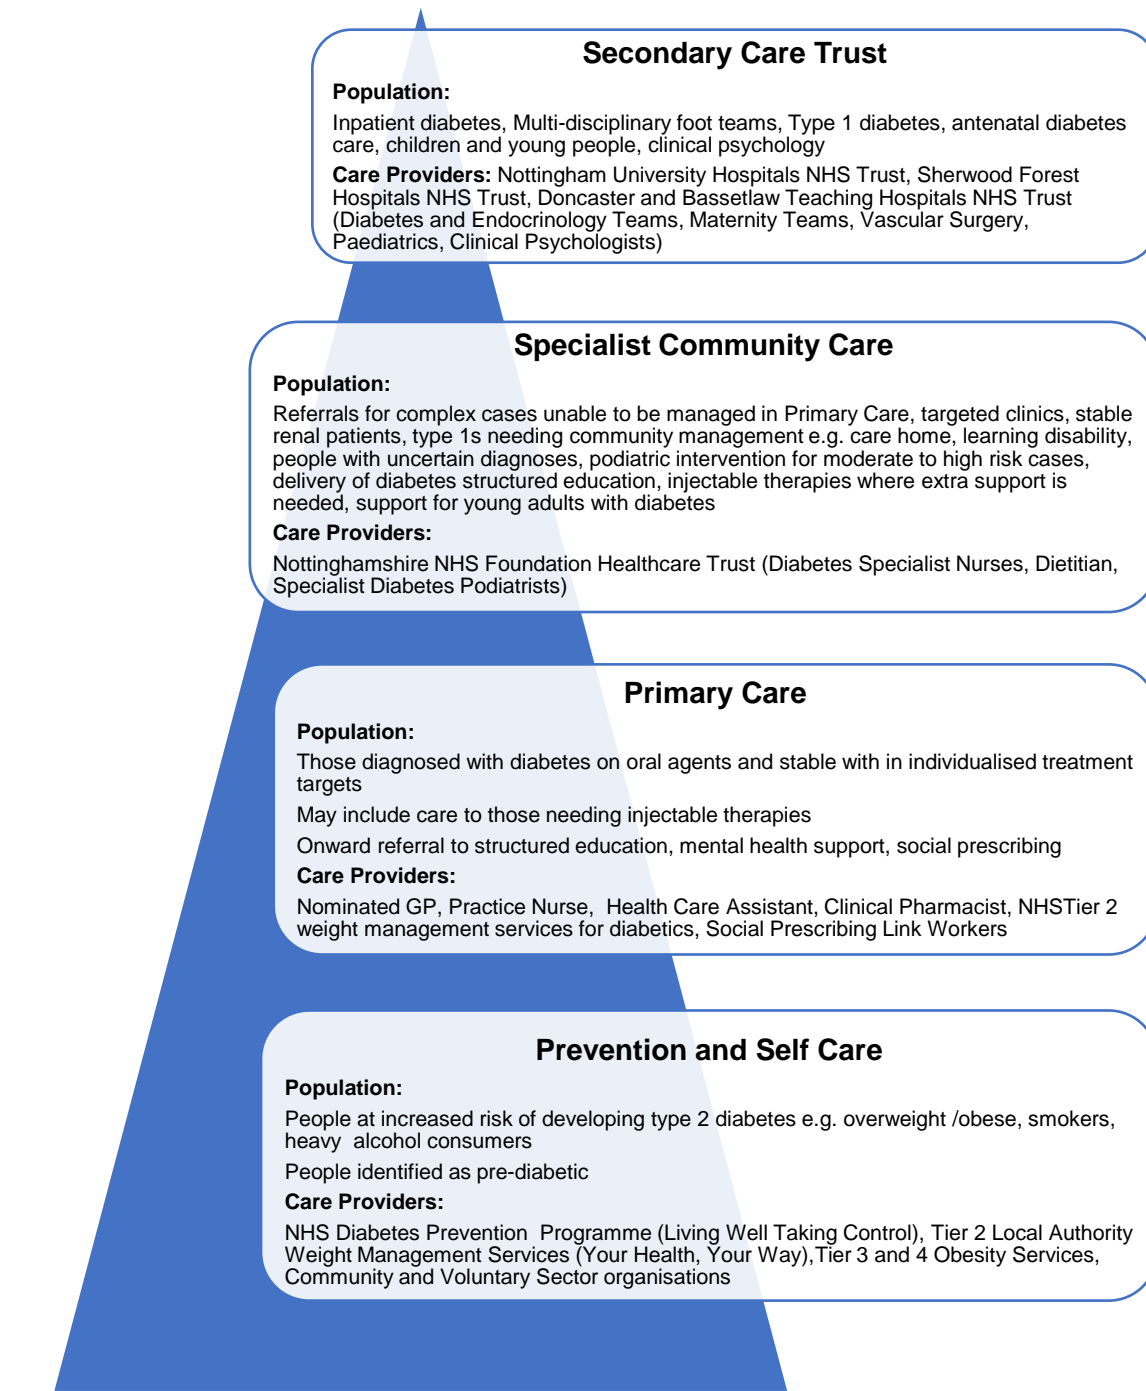 Secondary Care Trust
Population:
Inpatient diabetes, Multi-disciplinary foot teams, Type 1 diabetes, antenatal diabetes
care, children and young people, clinical psychology
Care Providers: Nottingham University Hospitals NHS Trust, Sherwood Forest
Hospitals NHS Trust, Doncaster and Bassetlaw Teaching Hospitals NHS Trust
(Diabetes and Endocrinology Teams, Maternity Teams, Vascular Surgery,
Paediatrics, Clinical Psychologists)
Specialist Community Care
Population:
Referrals for complex cases unable to be managed in Primary Care, targeted clinics, stable
renal patients, type 1s needing community management e.g. care home, learning disability,
people with uncertain diagnoses, podiatric intervention for moderate to high risk cases,
delivery of diabetes structured education, injectable therapies where extra support is
needed, support for young adults with diabetes
Care Providers:
Nottinghamshire NHS Foundation Healthcare Trust (Diabetes Specialist Nurses, Dietitian,
Specialist Diabetes Podiatrists)
Primary Care
Population:
Those diagnosed with diabetes on oral agents and stable with in individualised treatment
targets
May include care to those needing injectable therapies
Onward referral to structured education, mental health support, social prescribing
Care Providers:
Nominated GP, Practice Nurse,  Health Care Assistant, Clinical Pharmacist, NHSTier 2
weight management services for diabetics, Social Prescribing Link Workers
Prevention and Self Care
Population:
People at increased risk of developing type 2 diabetes e.g. overweight /obese, smokers,
heavy  alcohol consumers
People identified as pre-diabetic
Care Providers:
NHS Diabetes Prevention  Programme (Living Well Taking Control), Tier 2 Local Authority
Weight Management Services (Your Health, Your Way),Tier 3 and 4 Obesity Services,
Community and Voluntary Sector organisations